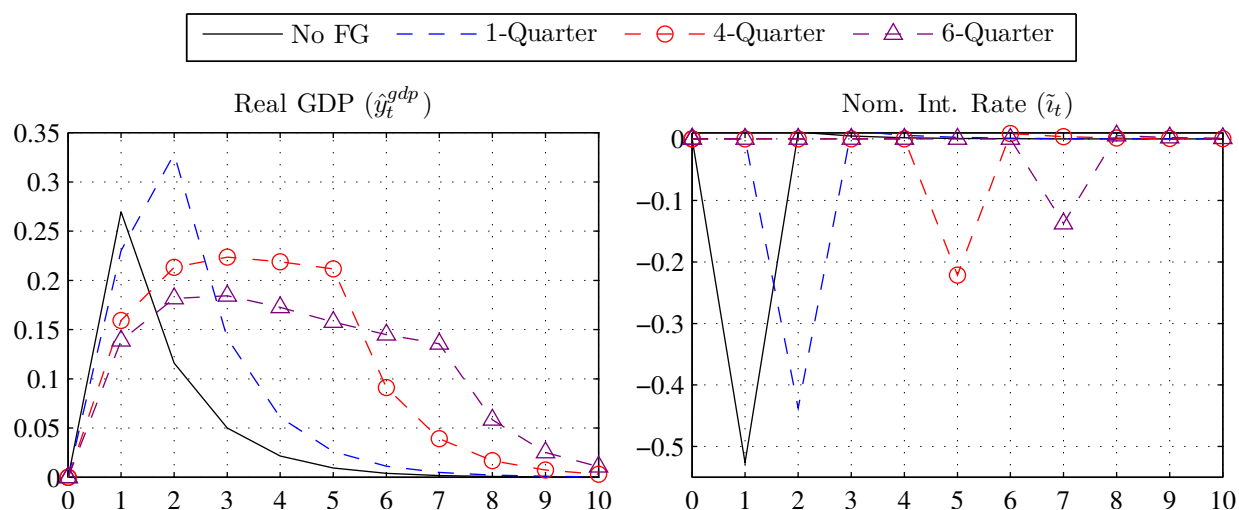 No FG 1-Quarter 4-Quarter 6-Quarter
Real GDP (ŷ_t^{gdp})
0.35
0.3
0.25
0.2
0.15
0.1
0.05
0
0 1 2 3 4 5 6 7 8 9 10
Nom. Int. Rate (ĩ_t)
0
−0.1
−0.2
−0.3
−0.4
−0.5
0 1 2 3 4 5 6 7 8 9 10